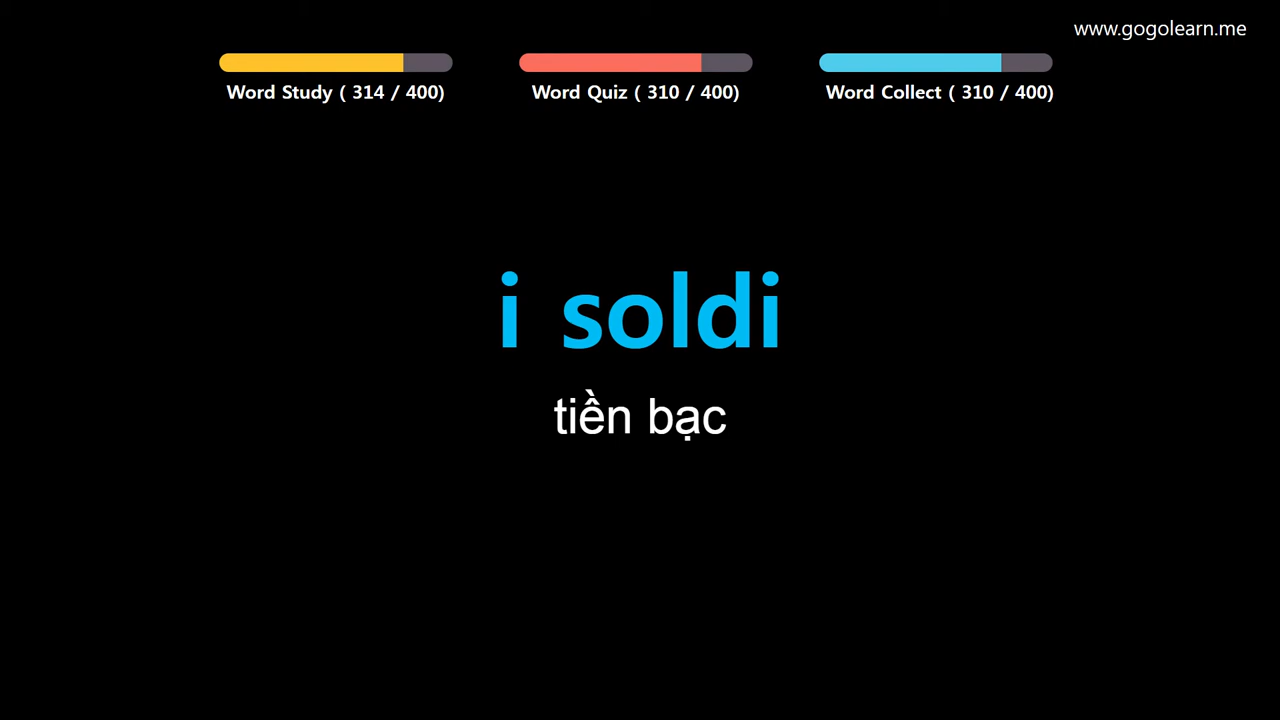 www.gogolearn.me
Word Study ( 314 / 400)
Word Quiz ( 310 / 400)
Word Collect ( 310 / 400)
i soldi
tiền bạc